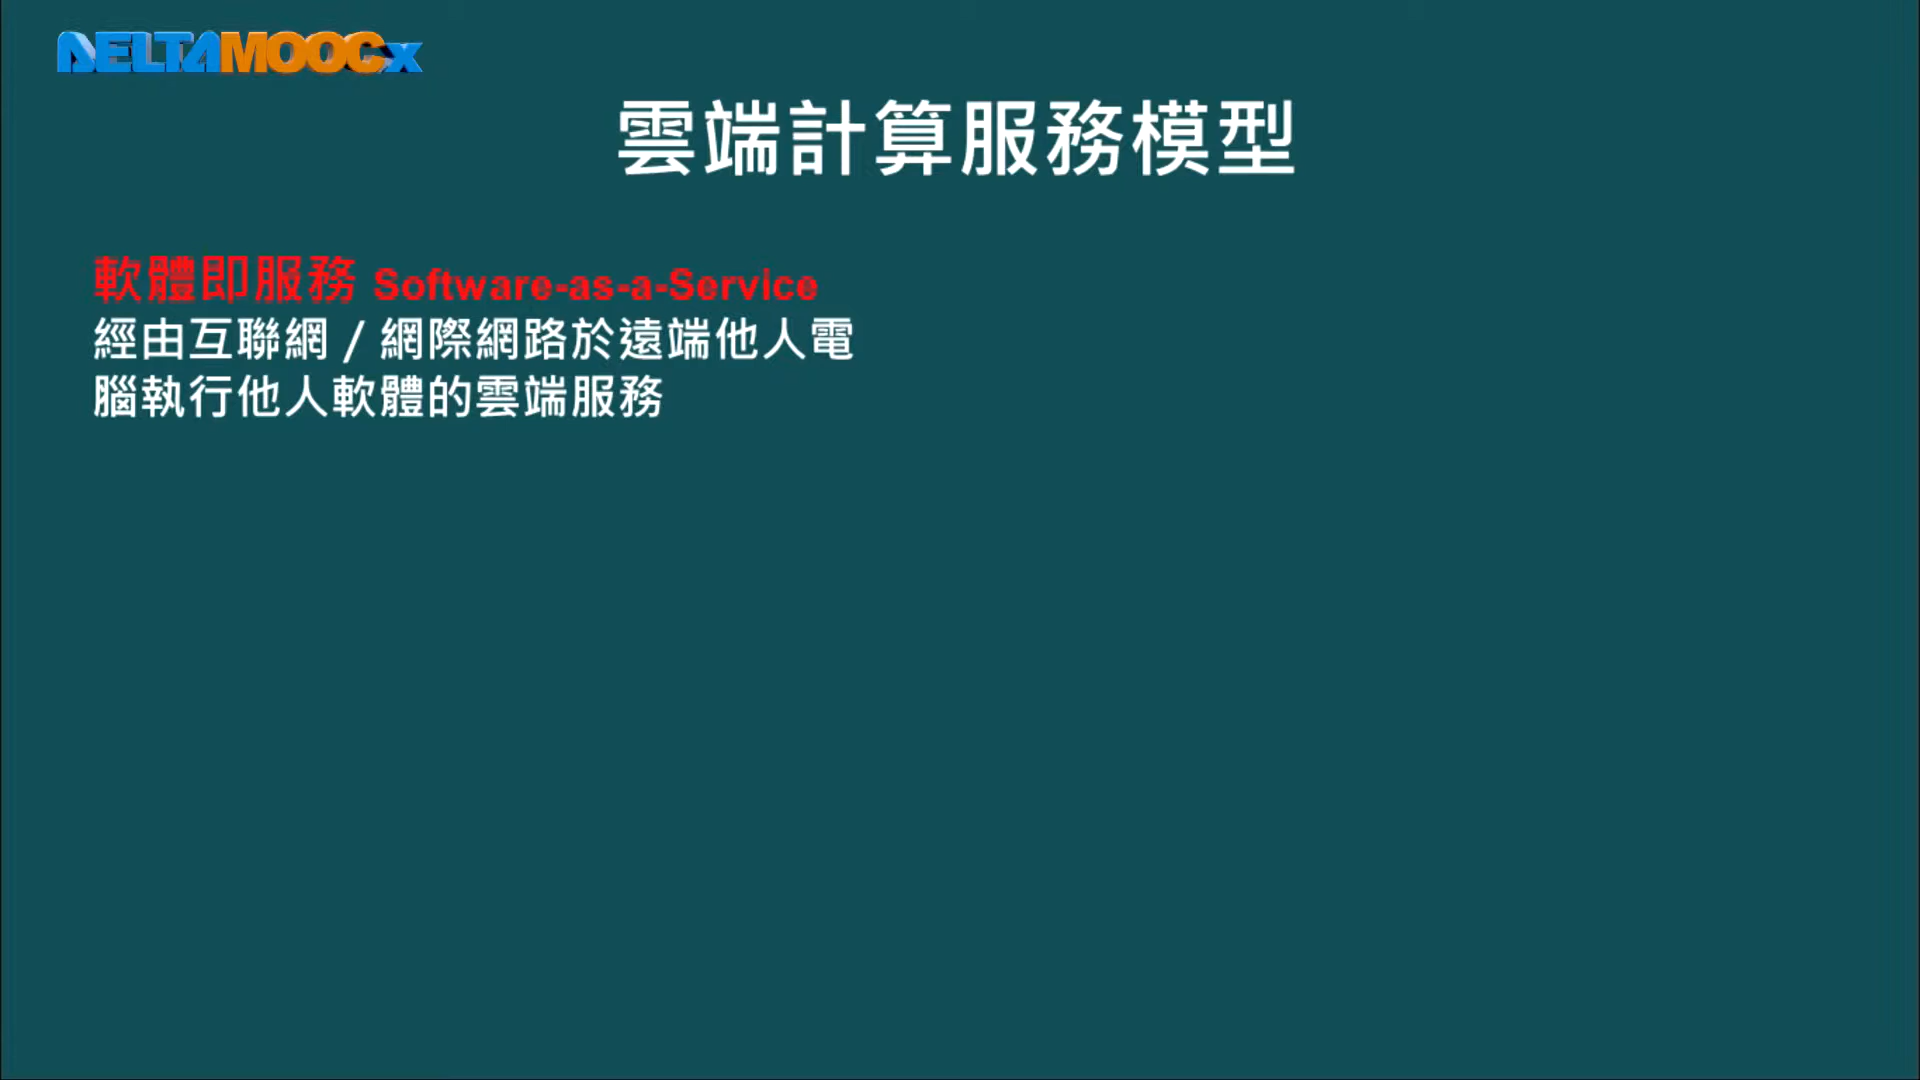 DELTAMOOCx
雲端計算服務模型
軟體即服務 Software-as-a-Service
經由互聯網 / 網際網路於遠端他人電
腦執行他人軟體的雲端服務